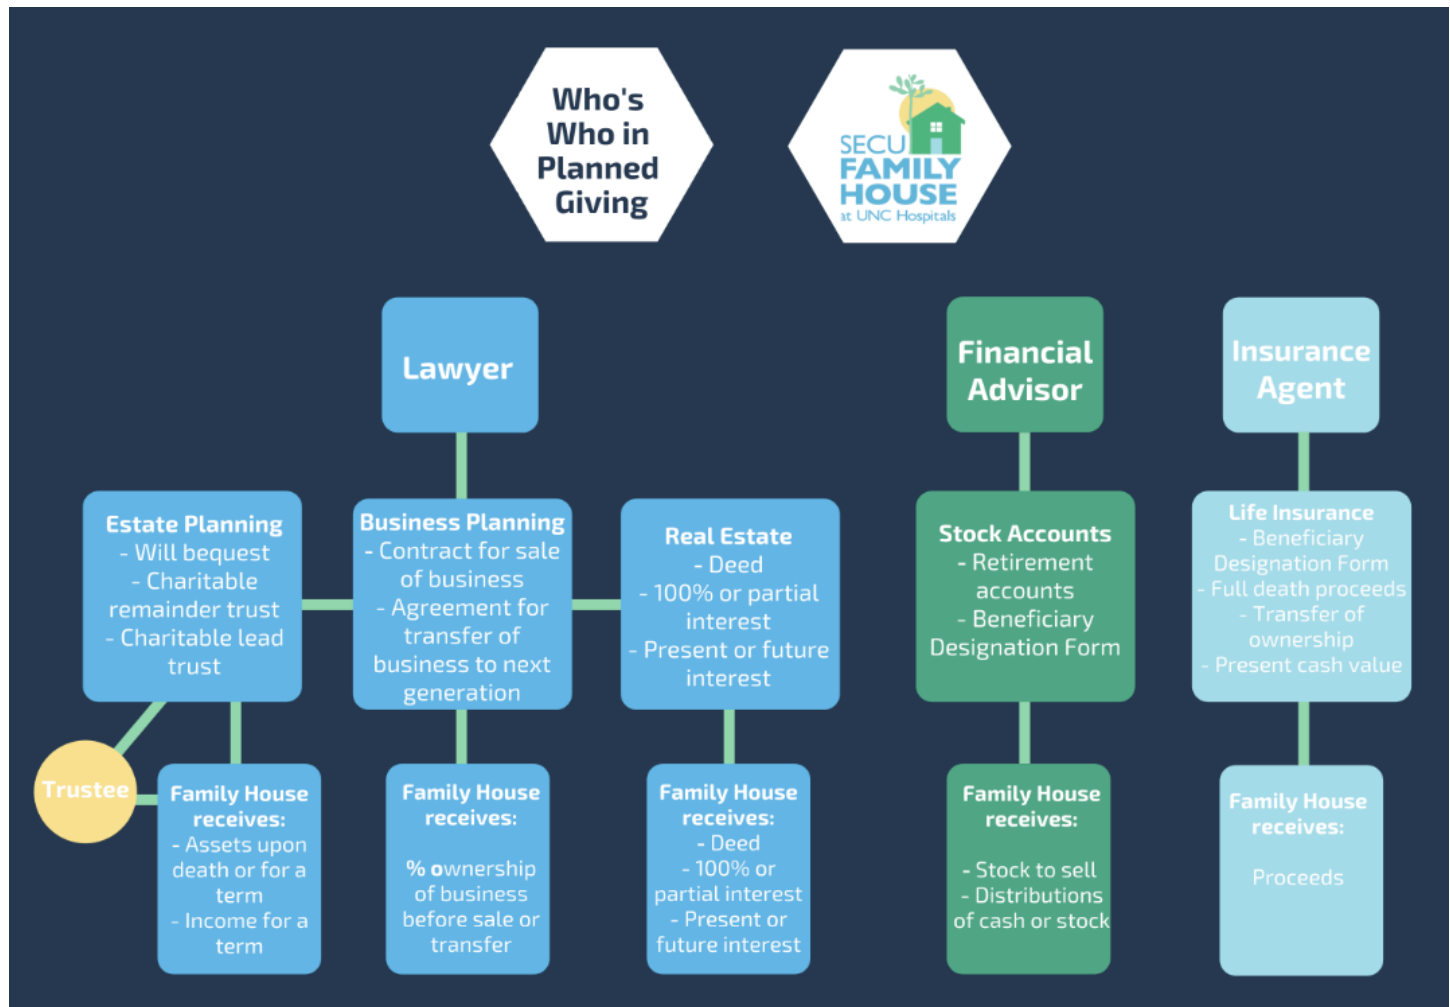 Who's
Who in
Planned
Giving
SECU
FAMILY
HOUSE
at UNC Hospitals
Lawyer
Financial
Advisor
Insurance
Agent
Estate Planning
- Will bequest
- Charitable
remainder trust
- Charitable lead
trust
Business Planning
- Contract for sale
of business
- Agreement for
transfer of
business to next
generation
Real Estate
- Deed
- 100% or partial
interest
- Present or future
interest
Stock Accounts
- Retirement
accounts
- Beneficiary
Designation Form
Life Insurance
- Beneficiary
Designation Form
- Full death proceeds
- Transfer of
ownership
- Present cash value
Trustee
Family House
receives:
- Assets upon
death or for a
term
- Income for a
term
Family House
receives:
% ownership
of business
before sale or
transfer
Family House
receives:
- Deed
- 100% or
partial interest
- Present or
future interest
Family House
receives:
- Stock to sell
- Distributions
of cash or stock
Family House
receives:
Proceeds